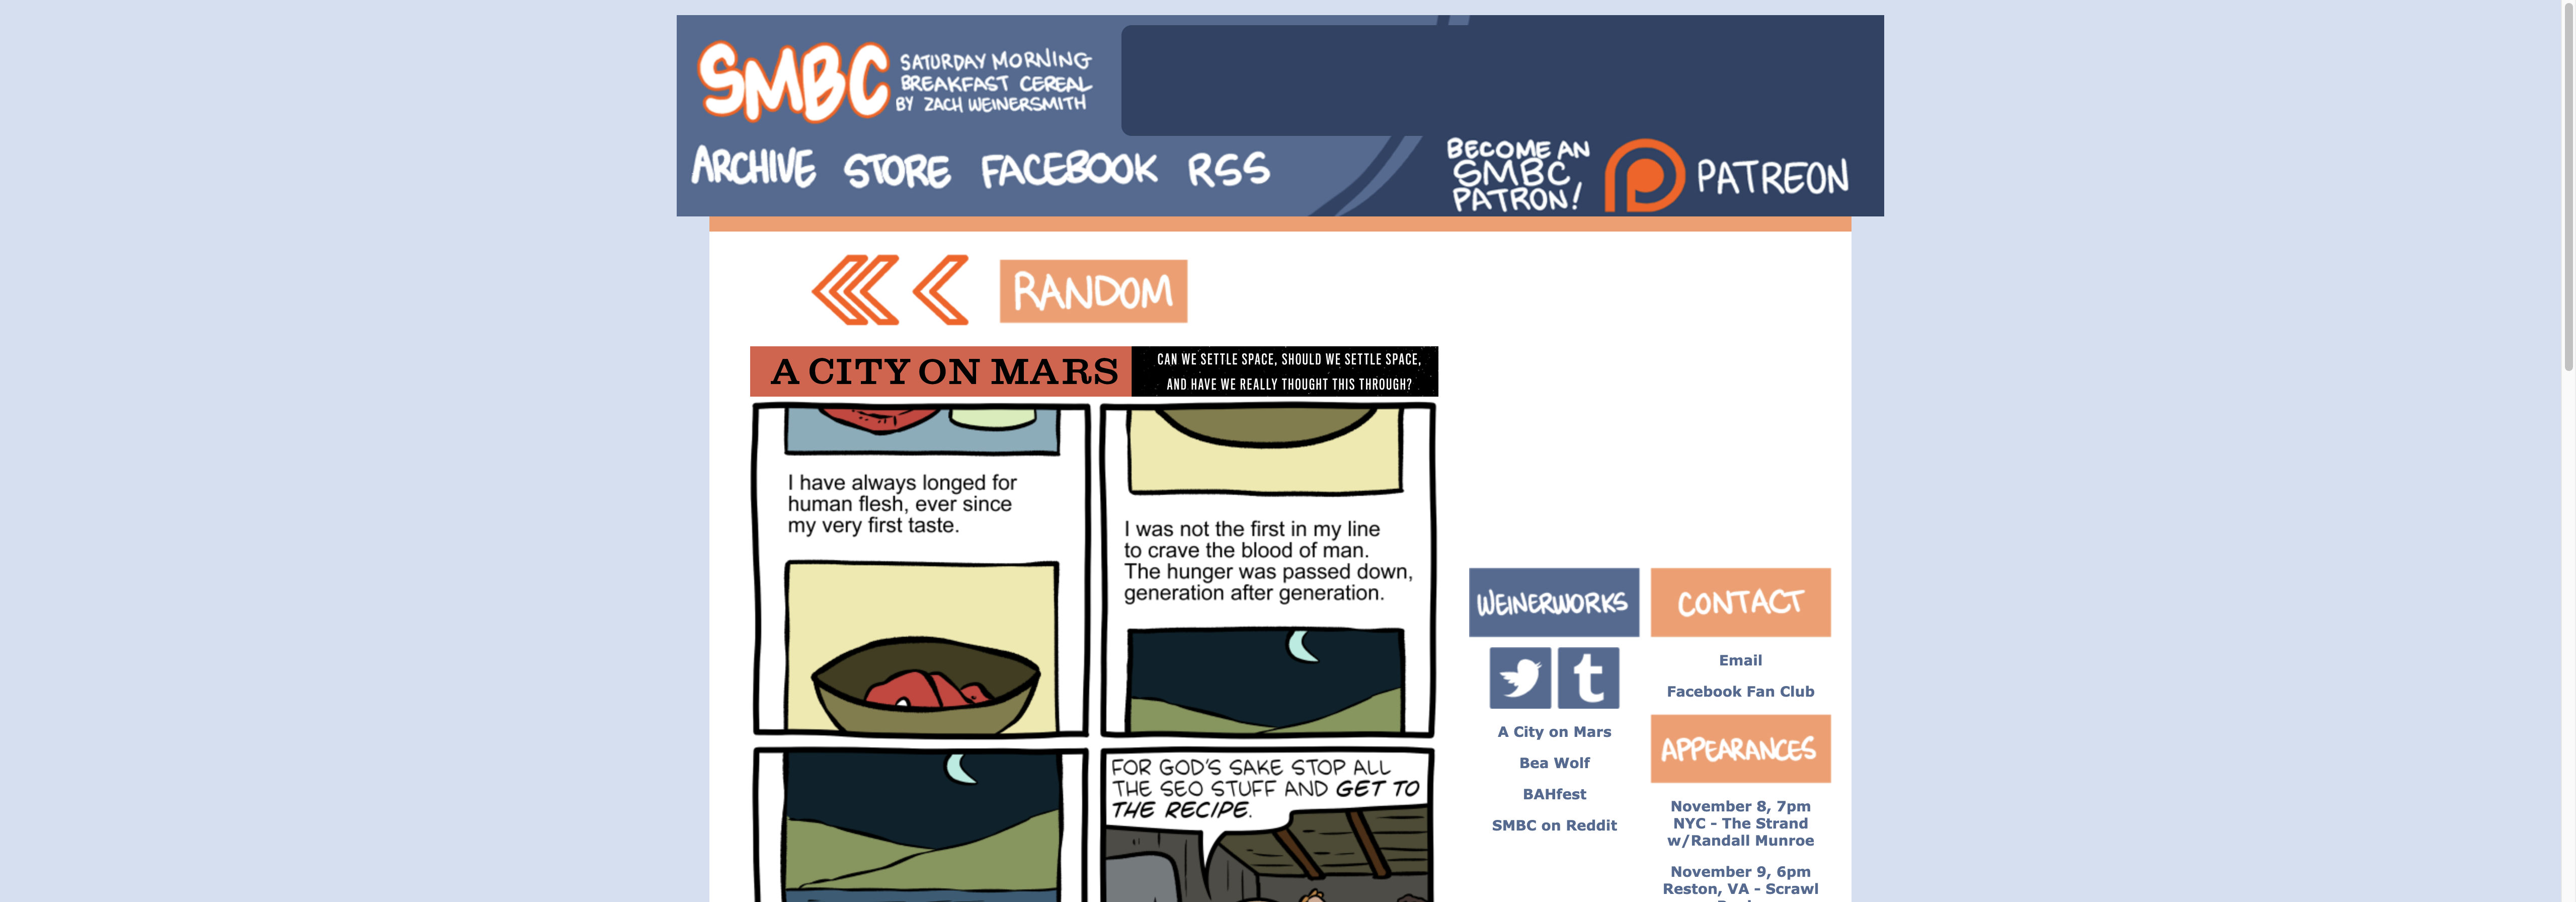 SMBC
SATURDAY MORNING
BREAKFAST CEREAL
BY ZACH WEINERSMITH
ARCHIVE STORE FACEBOOK RSS
BECOME AN
SMBC
PATRON!
PATREON
RANDOM
A CITY ON MARS
CAN WE SETTLE SPACE, SHOULD WE SETTLE SPACE,
AND HAVE WE REALLY THOUGHT THIS THROUGH?
I have always longed for
human flesh, ever since
my very first taste.
I was not the first in my line
to crave the blood of man.
The hunger was passed down,
generation after generation.
FOR GOD'S SAKE STOP ALL
THE SEO STUFF AND GET TO
THE RECIPE.
WEINERWORKS
A City on Mars
Bea Wolf
BAHfest
SMBC on Reddit
CONTACT
Email
Facebook Fan Club
APPEARANCES
November 8, 7pm
NYC - The Strand
w/Randall Munroe
November 9, 6pm
Reston, VA - Scrawl